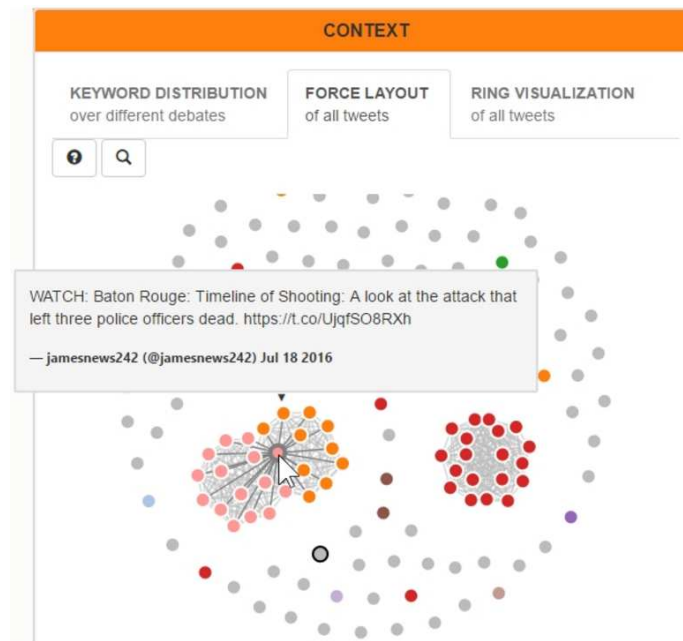 CONTEXT
KEYWORD DISTRIBUTION
over different debates
FORCE LAYOUT
of all tweets
RING VISUALIZATION
of all tweets
WATCH: Baton Rouge: Timeline of Shooting: A look at the attack that
left three police officers dead. https://t.co/UjqfSO8RXh
— jamesnews242 (@jamesnews242) Jul 18 2016